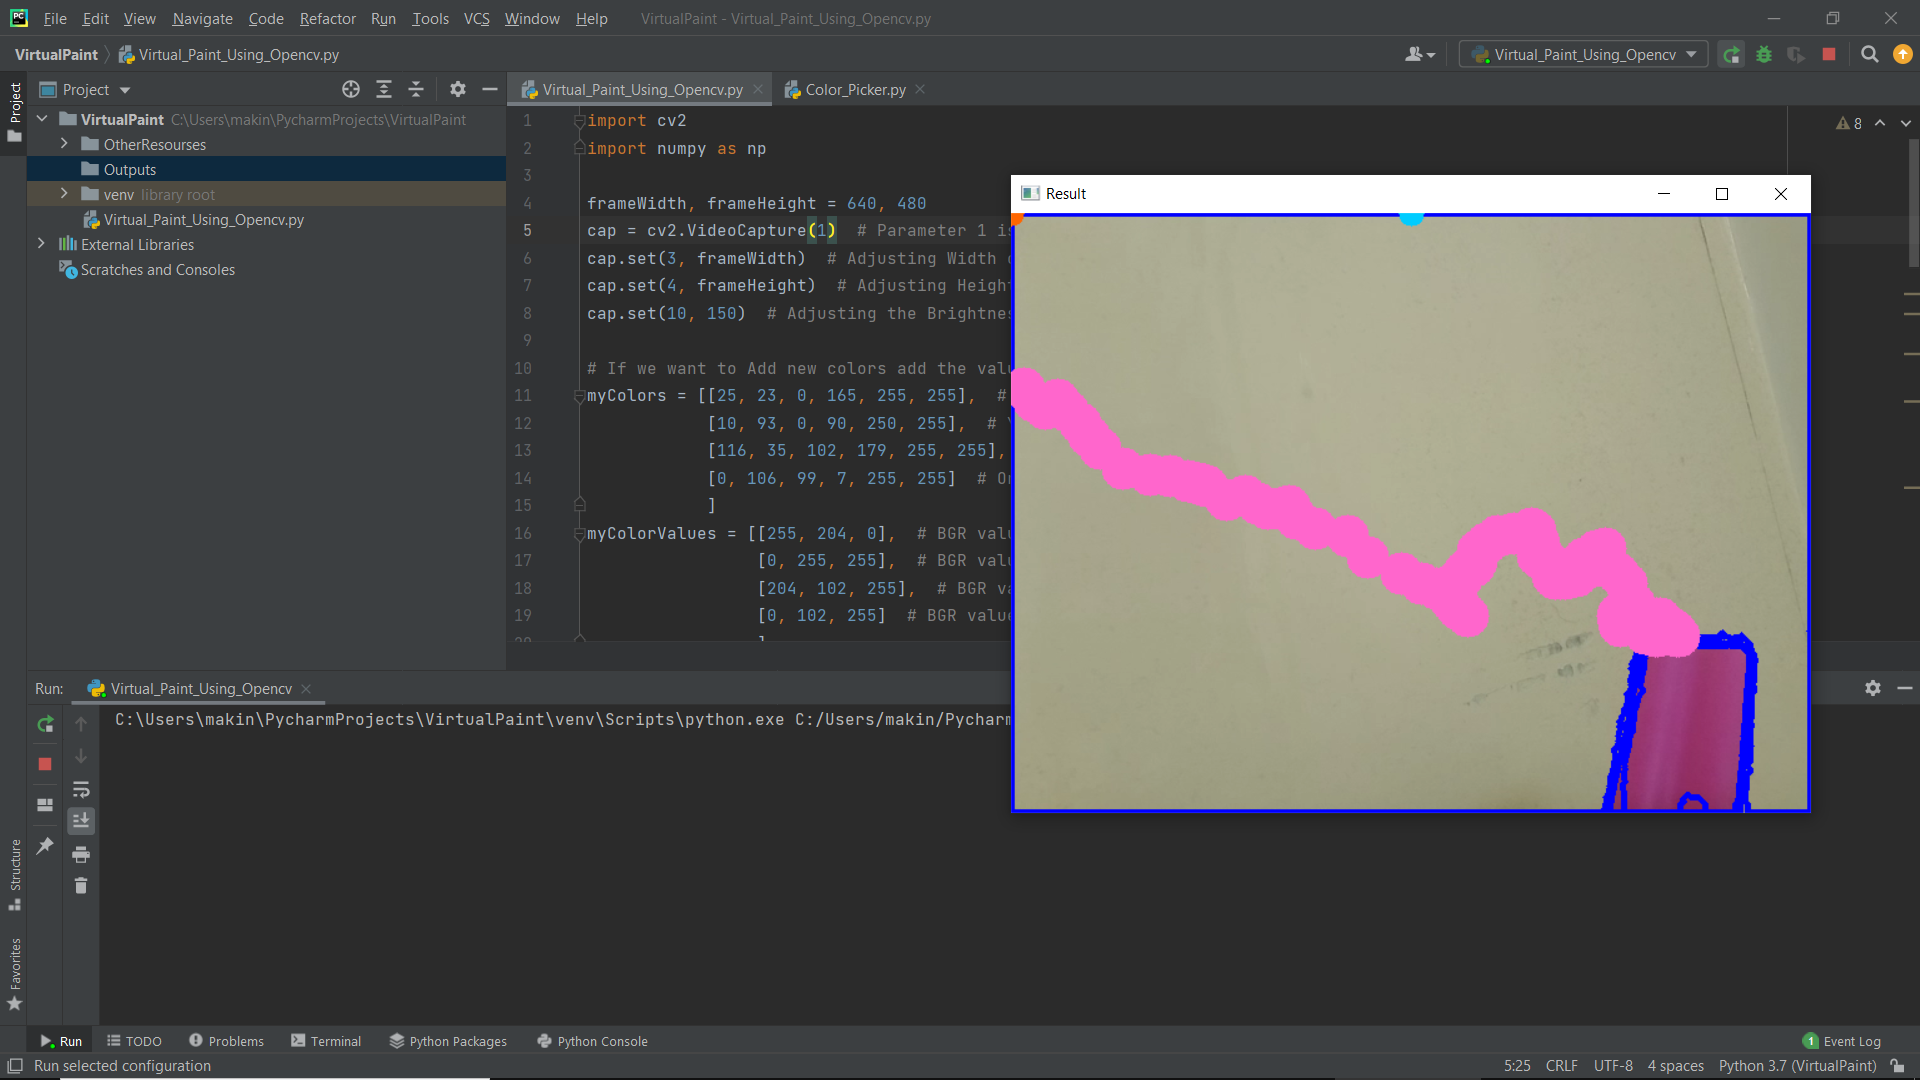 File Edit View Navigate Code Refactor Run Tools VCS Window Help VirtualPaint - Virtual_Paint_Using_Opencv.py
VirtualPaint Virtual_Paint_Using_Opencv.py Virtual_Paint_Using_Opencv
Project
Project
Virtual_Paint_Using_Opencv.py Color_Picker.py
VirtualPaint C:\Users\makin\PycharmProjects\VirtualPaint
OtherResourses
Outputs
venv library root
Virtual_Paint_Using_Opencv.py
External Libraries
Scratches and Consoles
8
1 import cv2
2 import numpy as np
3
4 frameWidth, frameHeight = 640, 480
5 cap = cv2.VideoCapture(1) # Parameter 1 is
6 cap.set(3, frameWidth) # Adjusting Width
7 cap.set(4, frameHeight) # Adjusting Height
8 cap.set(10, 150) # Adjusting the Brightnes
9
10 # If we want to Add new colors add the valu
11 myColors = [[25, 23, 0, 165, 255, 255], #
12 [10, 93, 0, 90, 250, 255], #
13 [116, 35, 102, 179, 255, 255],
14 [0, 106, 99, 7, 255, 255] # Or
15 ]
16 myColorValues = [[255, 204, 0], # BGR valu
17 [0, 255, 255], # BGR valu
18 [204, 102, 255], # BGR va
19 [0, 102, 255] # BGR value
20 ]
Result
Run: Virtual_Paint_Using_Opencv
C:\Users\makin\PycharmProjects\VirtualPaint\venv\Scripts\python.exe C:/Users/makin/Pycharm
Structure
Favorites
Run TODO Problems Terminal Python Packages Python Console 1 Event Log
Run selected configuration 5:25 CRLF UTF-8 4 spaces Python 3.7 (VirtualPaint)